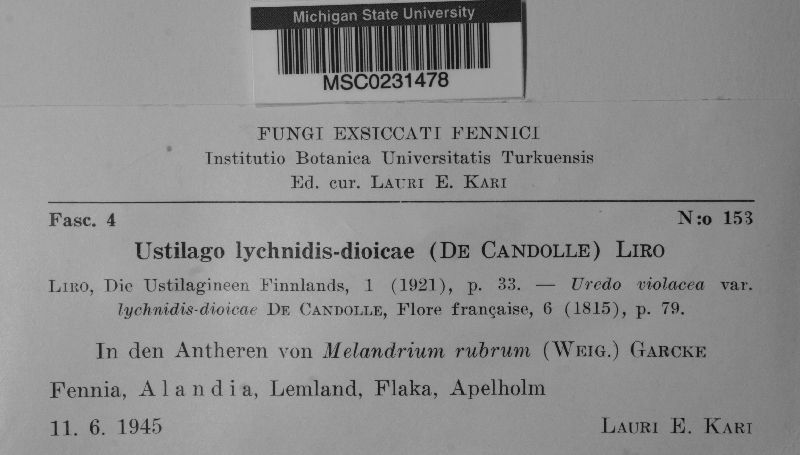 Michigan State University
MSC0231478
FUNGI EXSICCATI FENNICI
Institutio Botanica Universitatis Turkuensis
Ed. cur. LAURI E. KARI
Fasc. 4 N:o 153
Ustilago lychnidis-dioicae (DE CANDOLLE) LIRO
LIRO, Die Ustilagineen Finnlands, 1 (1921), p. 33. — Uredo violacea var.
lychnidis-dioicae DE CANDOLLE, Flore française, 6 (1815), p. 79.
In den Antheren von Melandrium rubrum (WEIG.) GARCKE
Fennia, Alandia, Lemland, Flaka, Apelholm
11. 6. 1945 LAURI E. KARI